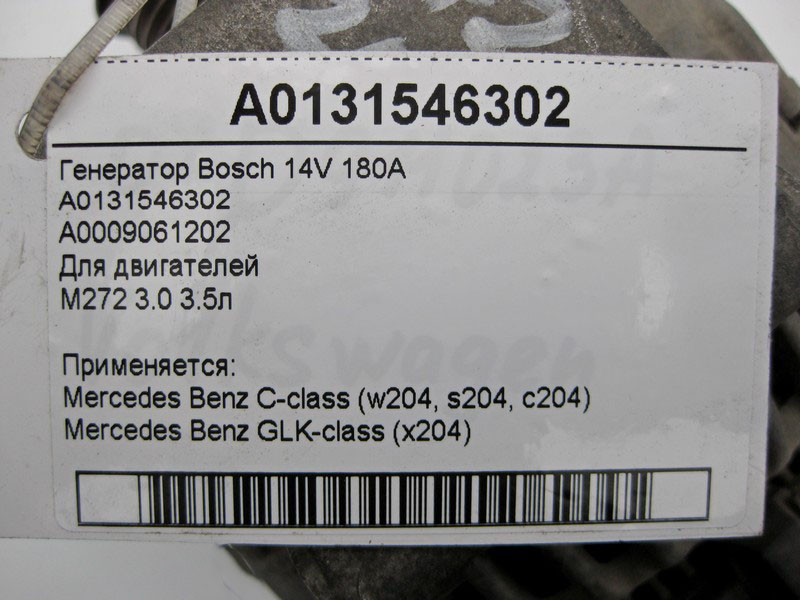 A0131546302
Генератор Bosch 14V 180A
A0131546302
A0009061202
Для двигателей
M272 3.0 3.5л
Применяется:
Mercedes Benz C-class (w204, s204, c204)
Mercedes Benz GLK-class (x204)